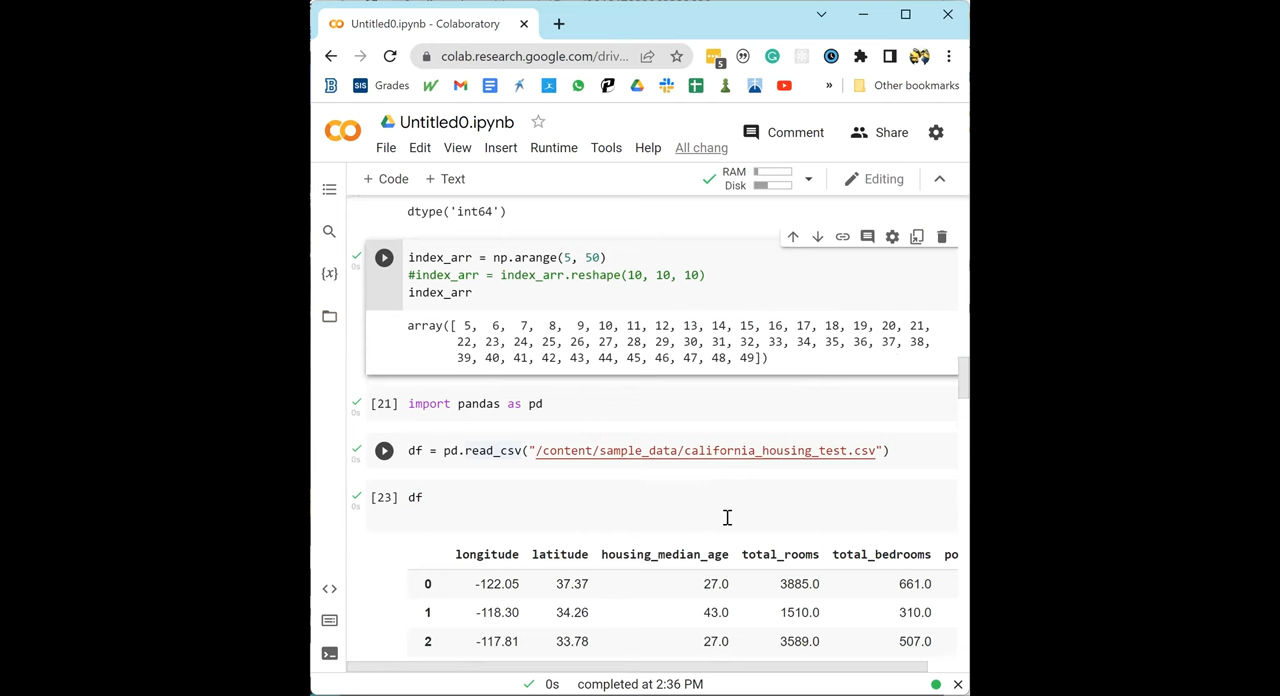 Untitled0.ipynb - Colaboratory
colab.research.google.com/driv...
5
SIS Grades
» Other bookmarks
Untitled0.ipynb
Comment
Share
File Edit View Insert Runtime Tools Help All chang
+ Code + Text
RAM
Disk
Editing
dtype('int64')
0s
index_arr = np.arange(5, 50)
#index_arr = index_arr.reshape(10, 10, 10)
index_arr
{x}
array([ 5, 6, 7, 8, 9, 10, 11, 12, 13, 14, 15, 16, 17, 18, 19, 20, 21,
22, 23, 24, 25, 26, 27, 28, 29, 30, 31, 32, 33, 34, 35, 36, 37, 38,
39, 40, 41, 42, 43, 44, 45, 46, 47, 48, 49])
[21] import pandas as pd
0s
df = pd.read_csv("/content/sample_data/california_housing_test.csv")
0s
[23] df
0s
longitude latitude housing_median_age total_rooms total_bedrooms po
0 -122.05 37.37 27.0 3885.0 661.0
1 -118.30 34.26 43.0 1510.0 310.0
2 -117.81 33.78 27.0 3589.0 507.0
0s completed at 2:36 PM